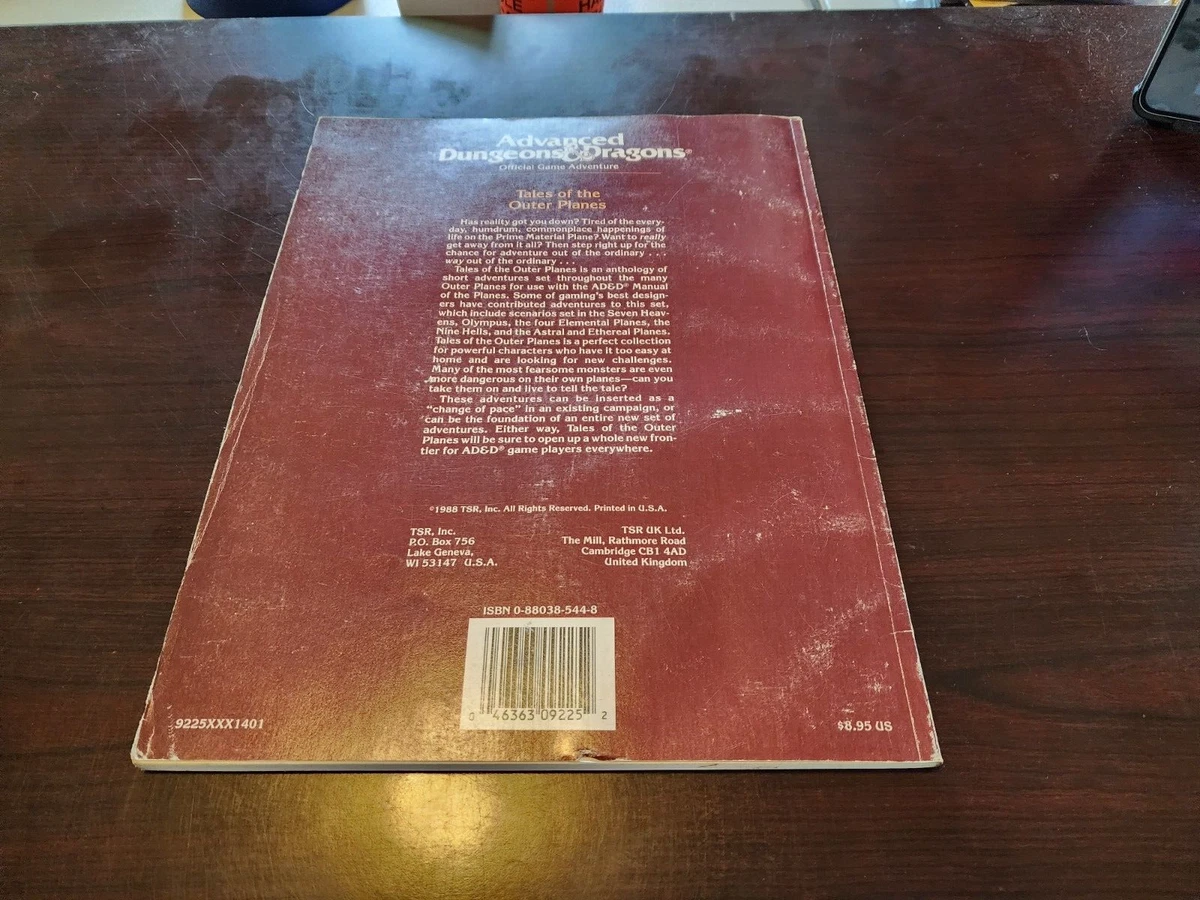 Advanced
Dungeons & Dragons®
Official Game Adventure
Tales of the
Outer Planes
Has reality got you down? Tired of the every-
day, humdrum, commonplace happenings of
life on the Prime Material Plane? Want to really
get away from it all? Then step right up for the
chance for adventure out of the ordinary . . .
way out of the ordinary . . .
Tales of the Outer Planes is an anthology of
short adventures set throughout the many
Outer Planes for use with the AD&D® Manual
of the Planes. Some of gaming's best design-
ers have contributed adventures to this set,
which include scenarios set in the Seven Heav-
ens, Olympus, the four Elemental Planes, the
Nine Hells, and the Astral and Ethereal Planes.
Tales of the Outer Planes is a perfect collection
for powerful characters who have it too easy at
home and are looking for new challenges.
Many of the most fearsome monsters are even
more dangerous on their own planes—can you
take them on and live to tell the tale?
These adventures can be inserted as a
"change of pace" in an existing campaign, or
can be the foundation of an entire new set of
adventures. Either way, Tales of the Outer
Planes will be sure to open up a whole new fron-
tier for AD&D® game players everywhere.
©1988 TSR, Inc. All Rights Reserved. Printed in U.S.A.
TSR, Inc.
P.O. Box 756
Lake Geneva,
WI 53147 U.S.A.
TSR UK Ltd.
The Mill, Rathmore Road
Cambridge CB1 4AD
United Kingdom
ISBN 0-88038-544-8
0 46363 09225 2
9225XXX1401
$8.95 US